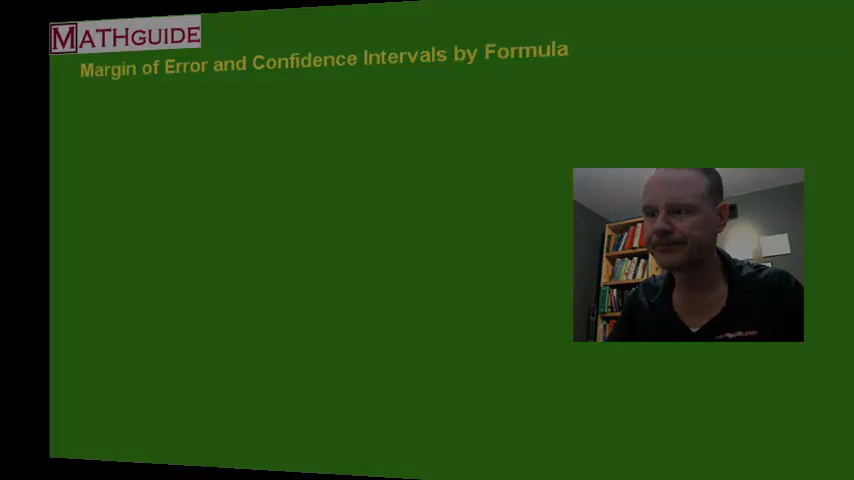 MATHGUIDE
Margin of Error and Confidence Intervals by Formula